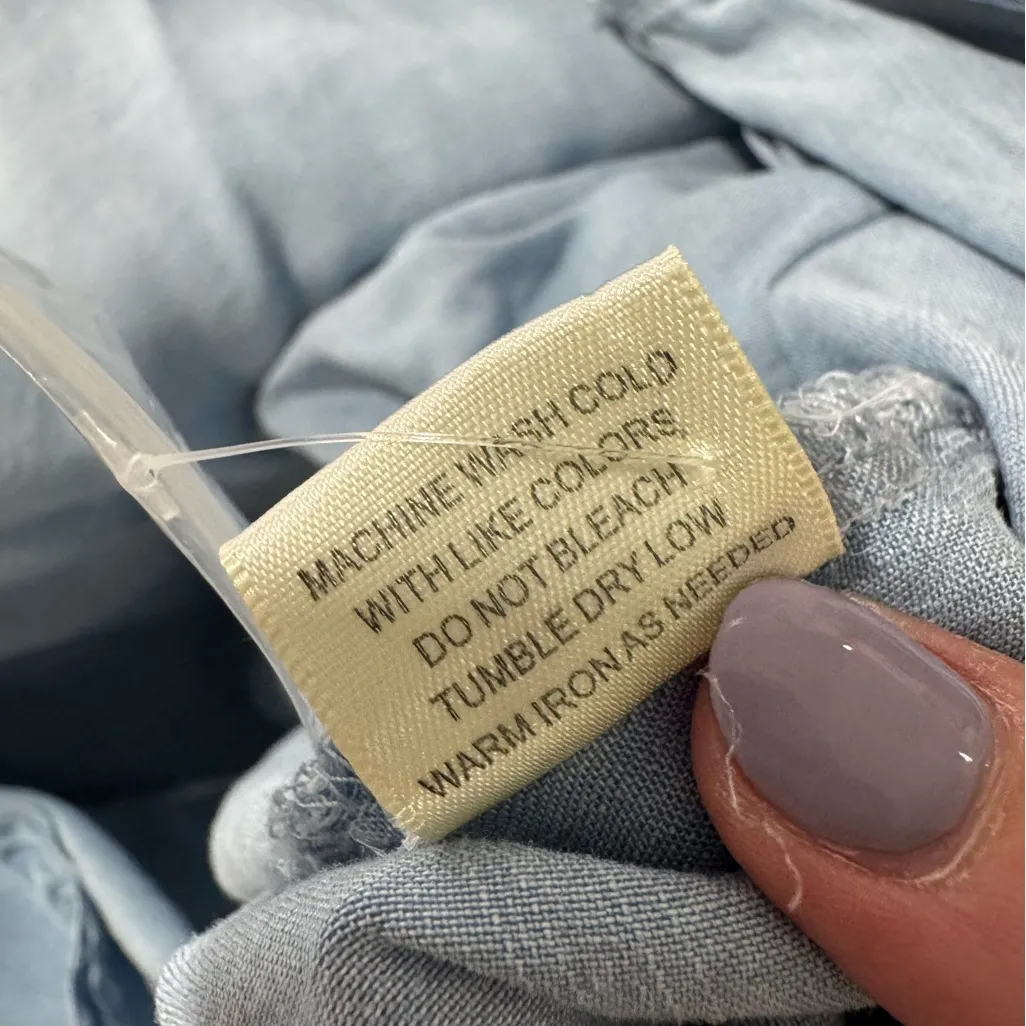 MACHINE WASH COLD
WITH LIKE COLORS
DO NOT BLEACH
TUMBLE DRY LOW
WARM IRON AS NEEDED